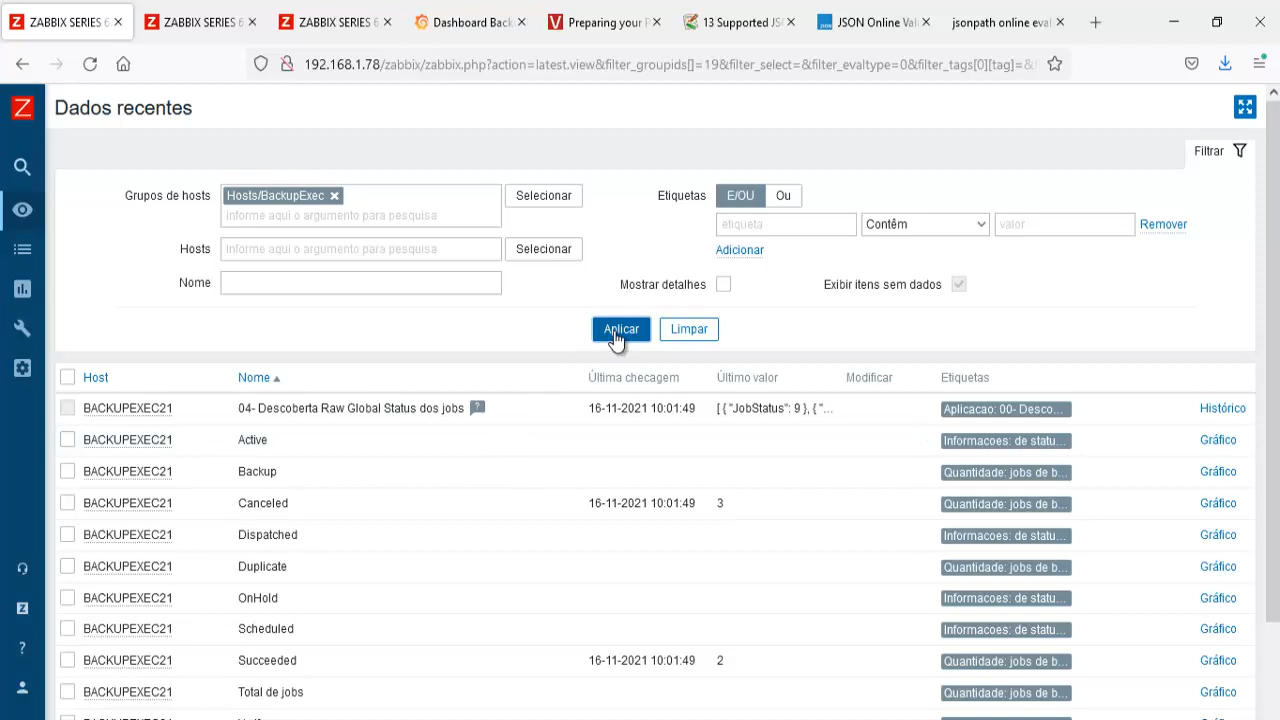 Z ZABBIX SERIES 6
Z ZABBIX SERIES 6
Z ZABBIX SERIES 6
Dashboard Back
V Preparing your P
13 Supported JS
JSON Online Vali
jsonpath online eva
192.168.1.78/zabbix/zabbix.php?action=latest.view&filter_groupids[]=19&filter_select=&filter_evaltype=0&filter_tags[0][tag]=&
Z
Dados recentes
Filtrar
Grupos de hosts Hosts/BackupExec Selecionar Etiquetas E/OU Ou
informe aqui o argumento para pesquisa
etiqueta Contêm valor Remover
Hosts informe aqui o argumento para pesquisa Selecionar Adicionar
Nome Mostrar detalhes Exibir itens sem dados
Aplicar Limpar
Host Nome Última checagem Último valor Modificar Etiquetas
BACKUPEXEC21 04- Descoberta Raw Global Status dos jobs ? 16-11-2021 10:01:49 [ { "JobStatus": 9 }, { "... Aplicacao: 00- Desco... Histórico
BACKUPEXEC21 Active Informacoes: de statu... Gráfico
BACKUPEXEC21 Backup Quantidade: jobs de b... Gráfico
BACKUPEXEC21 Canceled 16-11-2021 10:01:49 3 Quantidade: jobs de b... Gráfico
BACKUPEXEC21 Dispatched Informacoes: de statu... Gráfico
BACKUPEXEC21 Duplicate Quantidade: jobs de b... Gráfico
BACKUPEXEC21 OnHold Informacoes: de statu... Gráfico
BACKUPEXEC21 Scheduled Informacoes: de statu... Gráfico
BACKUPEXEC21 Succeeded 16-11-2021 10:01:49 2 Quantidade: jobs de b... Gráfico
BACKUPEXEC21 Total de jobs Quantidade: jobs de b... Gráfico
Z
?